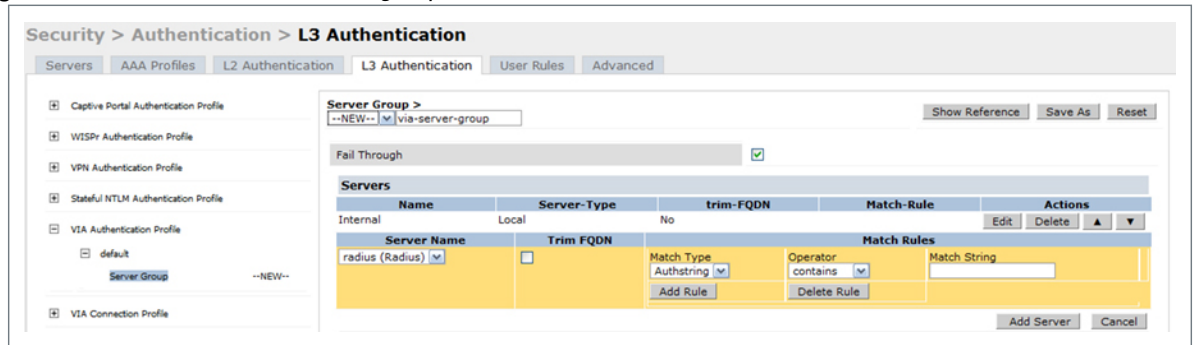 Security > Authentication > L3 Authentication
Servers AAA Profiles L2 Authentication L3 Authentication User Rules Advanced
Captive Portal Authentication Profile
WISPr Authentication Profile
VPN Authentication Profile
Stateful NTLM Authentication Profile
VIA Authentication Profile
default
Server Group --NEW--
VIA Connection Profile
Server Group >
--NEW-- via-server-group
Show Reference Save As Reset
Fail Through
Servers
Name Server-Type trim-FQDN Match-Rule Actions
Internal Local No Edit Delete ▲ ▼
Server Name Trim FQDN Match Rules
radius (Radius) Match Type Operator Match String
Authstring contains
Add Rule Delete Rule
Add Server Cancel